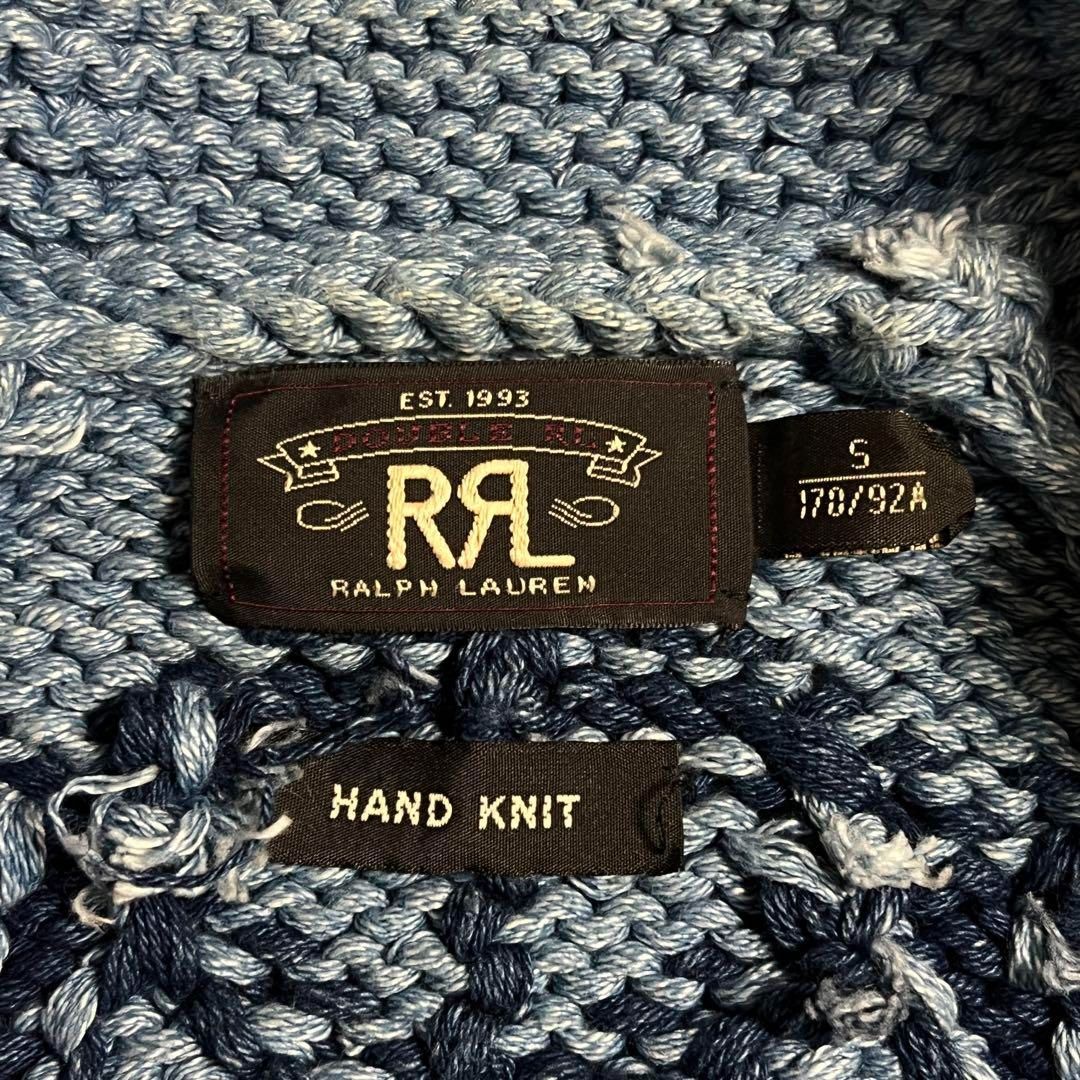 EST. 1993
DOUBLE RL
RRL
RALPH LAUREN
S
170/92A
HAND KNIT